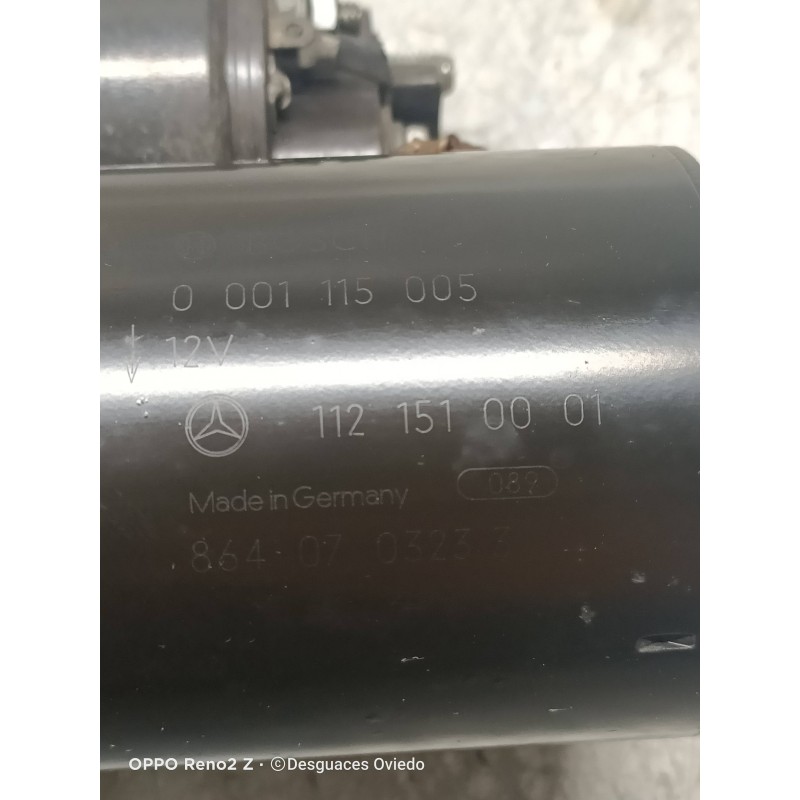 0 001 115 005
12V
112 151 00 01
Made in Germany
089
864 07 0323
OPPO Reno2 Z · ©Desguaces Oviedo